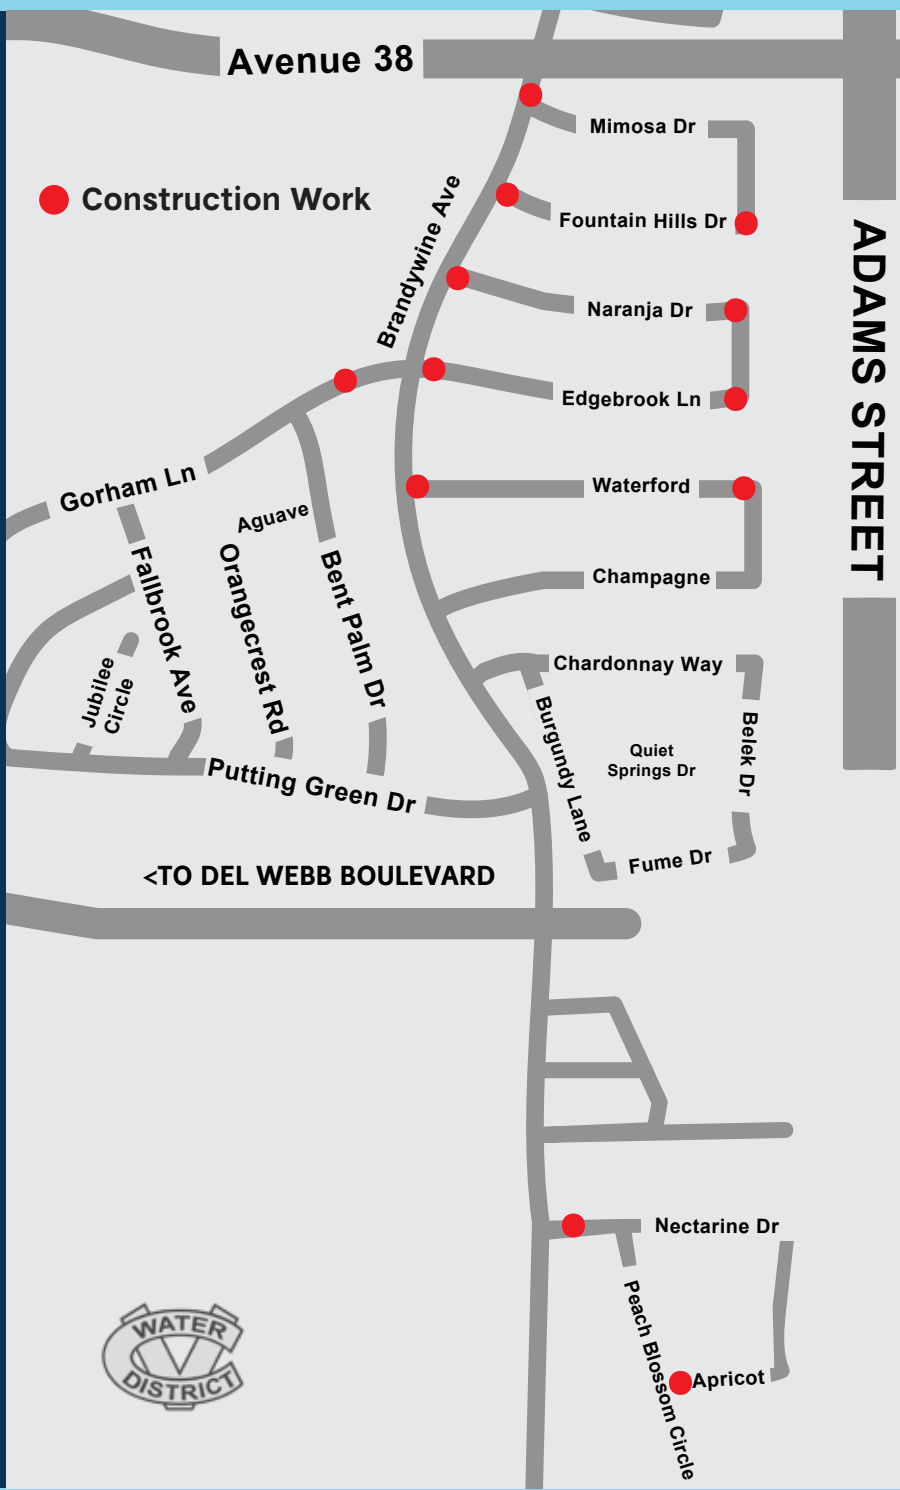 Avenue 38
Mimosa Dr
Construction Work
Brandywine Ave
Fountain Hills Dr
ADAMS STREET
Naranja Dr
Edgebrook Ln
Gorham Ln
Waterford
Aguave
Fallbrook Ave
Orangecrest Rd
Bent Palm Dr
Champagne
Jubilee
Circle
Chardonnay Way
Burgundy Lane
Quiet
Springs Dr
Belek Dr
Putting Green Dr
Fume Dr
<TO DEL WEBB BOULEVARD
Nectarine Dr
Peach Blossom Circle
Apricot
WATER
CV
DISTRICT